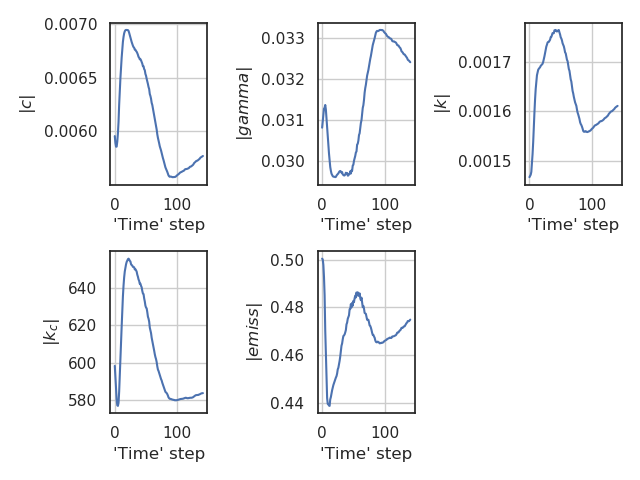 0.0070
0.0065
0.0060
|c|
0 100
'Time' step
0.033
0.032
0.031
0.030
|gamma|
0 100
'Time' step
0.0017
0.0016
0.0015
|k|
0 100
'Time' step
640
620
600
580
|k_c|
0 100
'Time' step
0.50
0.48
0.46
0.44
|emiss|
0 100
'Time' step